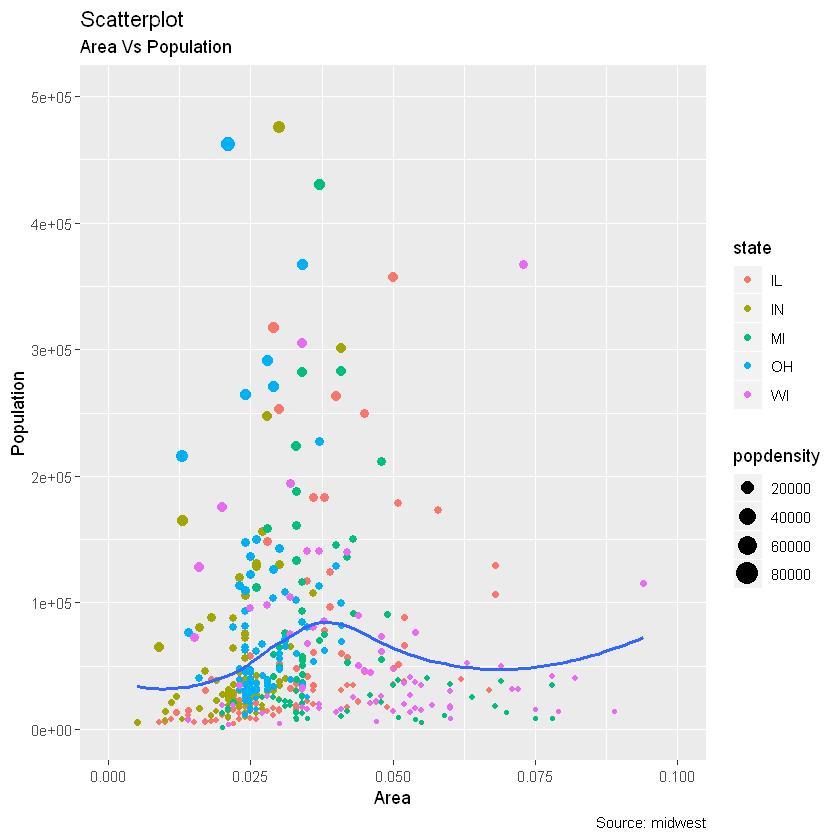 Scatterplot
Area Vs Population
5e+05
4e+05
3e+05
2e+05
1e+05
0e+00
Population
0.000 0.025 0.050 0.075 0.100
Area
Source: midwest
state
IL
IN
MI
OH
WI
popdensity
20000
40000
60000
80000